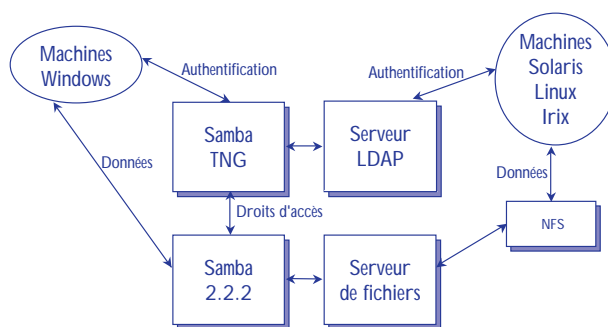 Machines
Windows
Authentification
Authentification
Machines
Solaris
Linux
Irix
Samba
TNG
Serveur
LDAP
Données
Données
Droits d'accès
NFS
Samba
2.2.2
Serveur
de fichiers